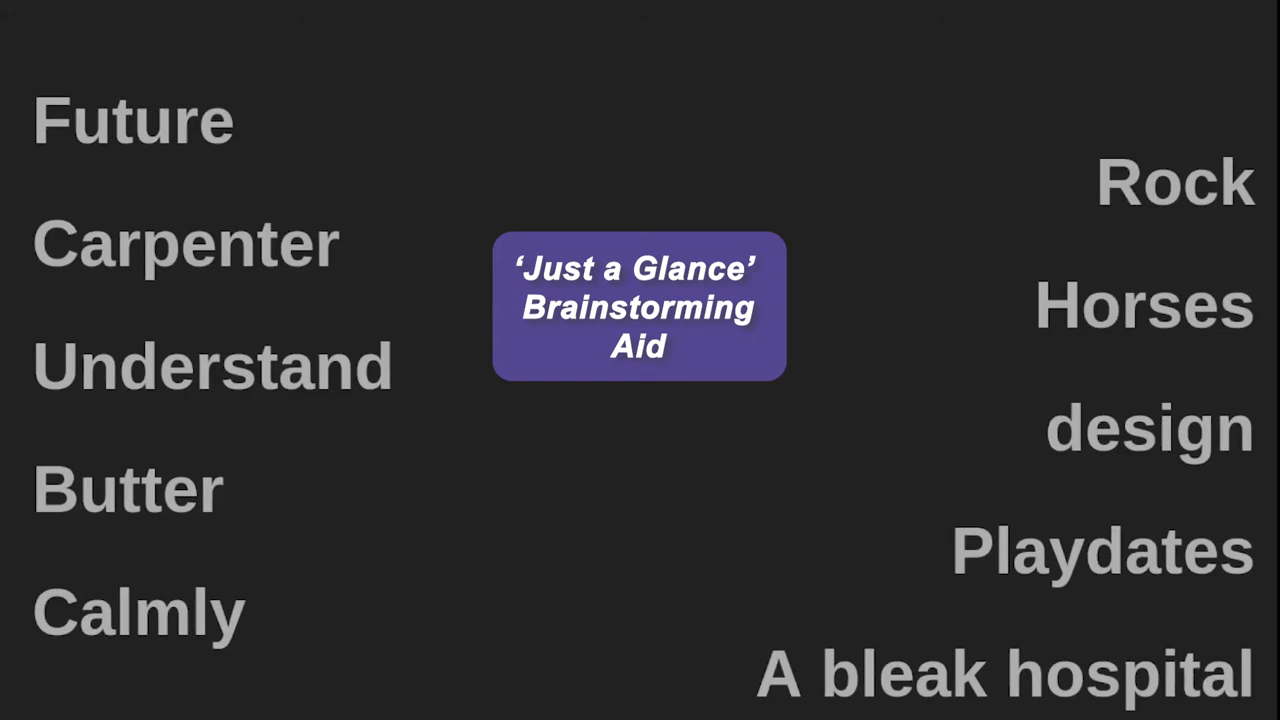 Future
Carpenter
Understand
Butter
Calmly
‘Just a Glance’
Brainstorming
Aid
Rock
Horses
design
Playdates
A bleak hospital